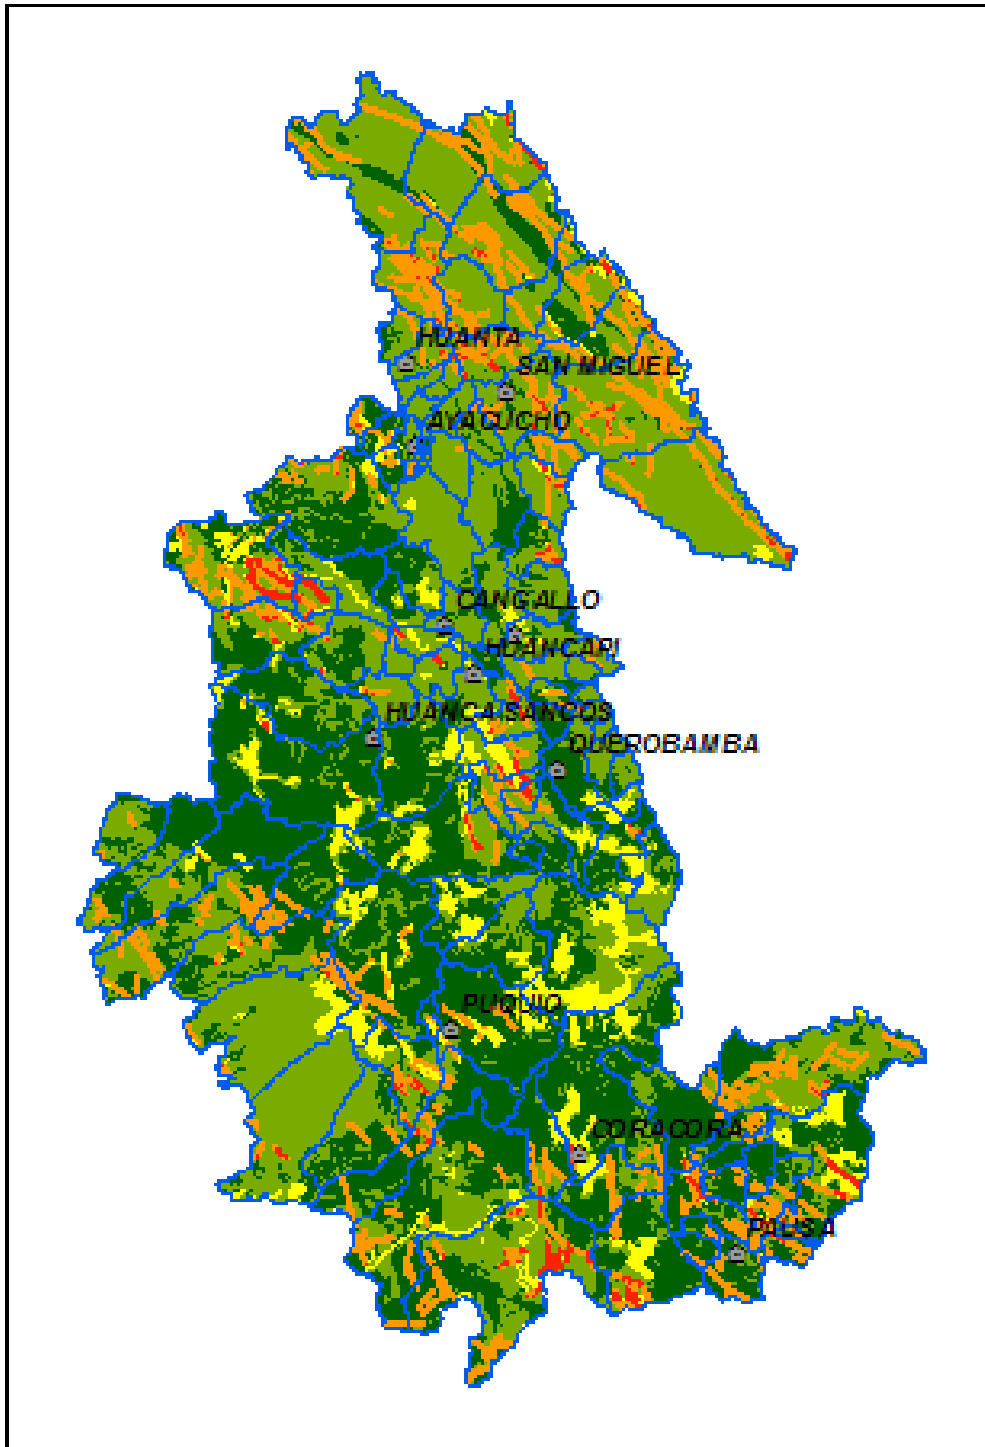 HUANTA
SAN MIGUEL
AYACUCHO
CANGALLO
HUANCAPI
HUANCA SANCOS
QUEROBAMBA
PUQUIO
CORACORA
PAUSA